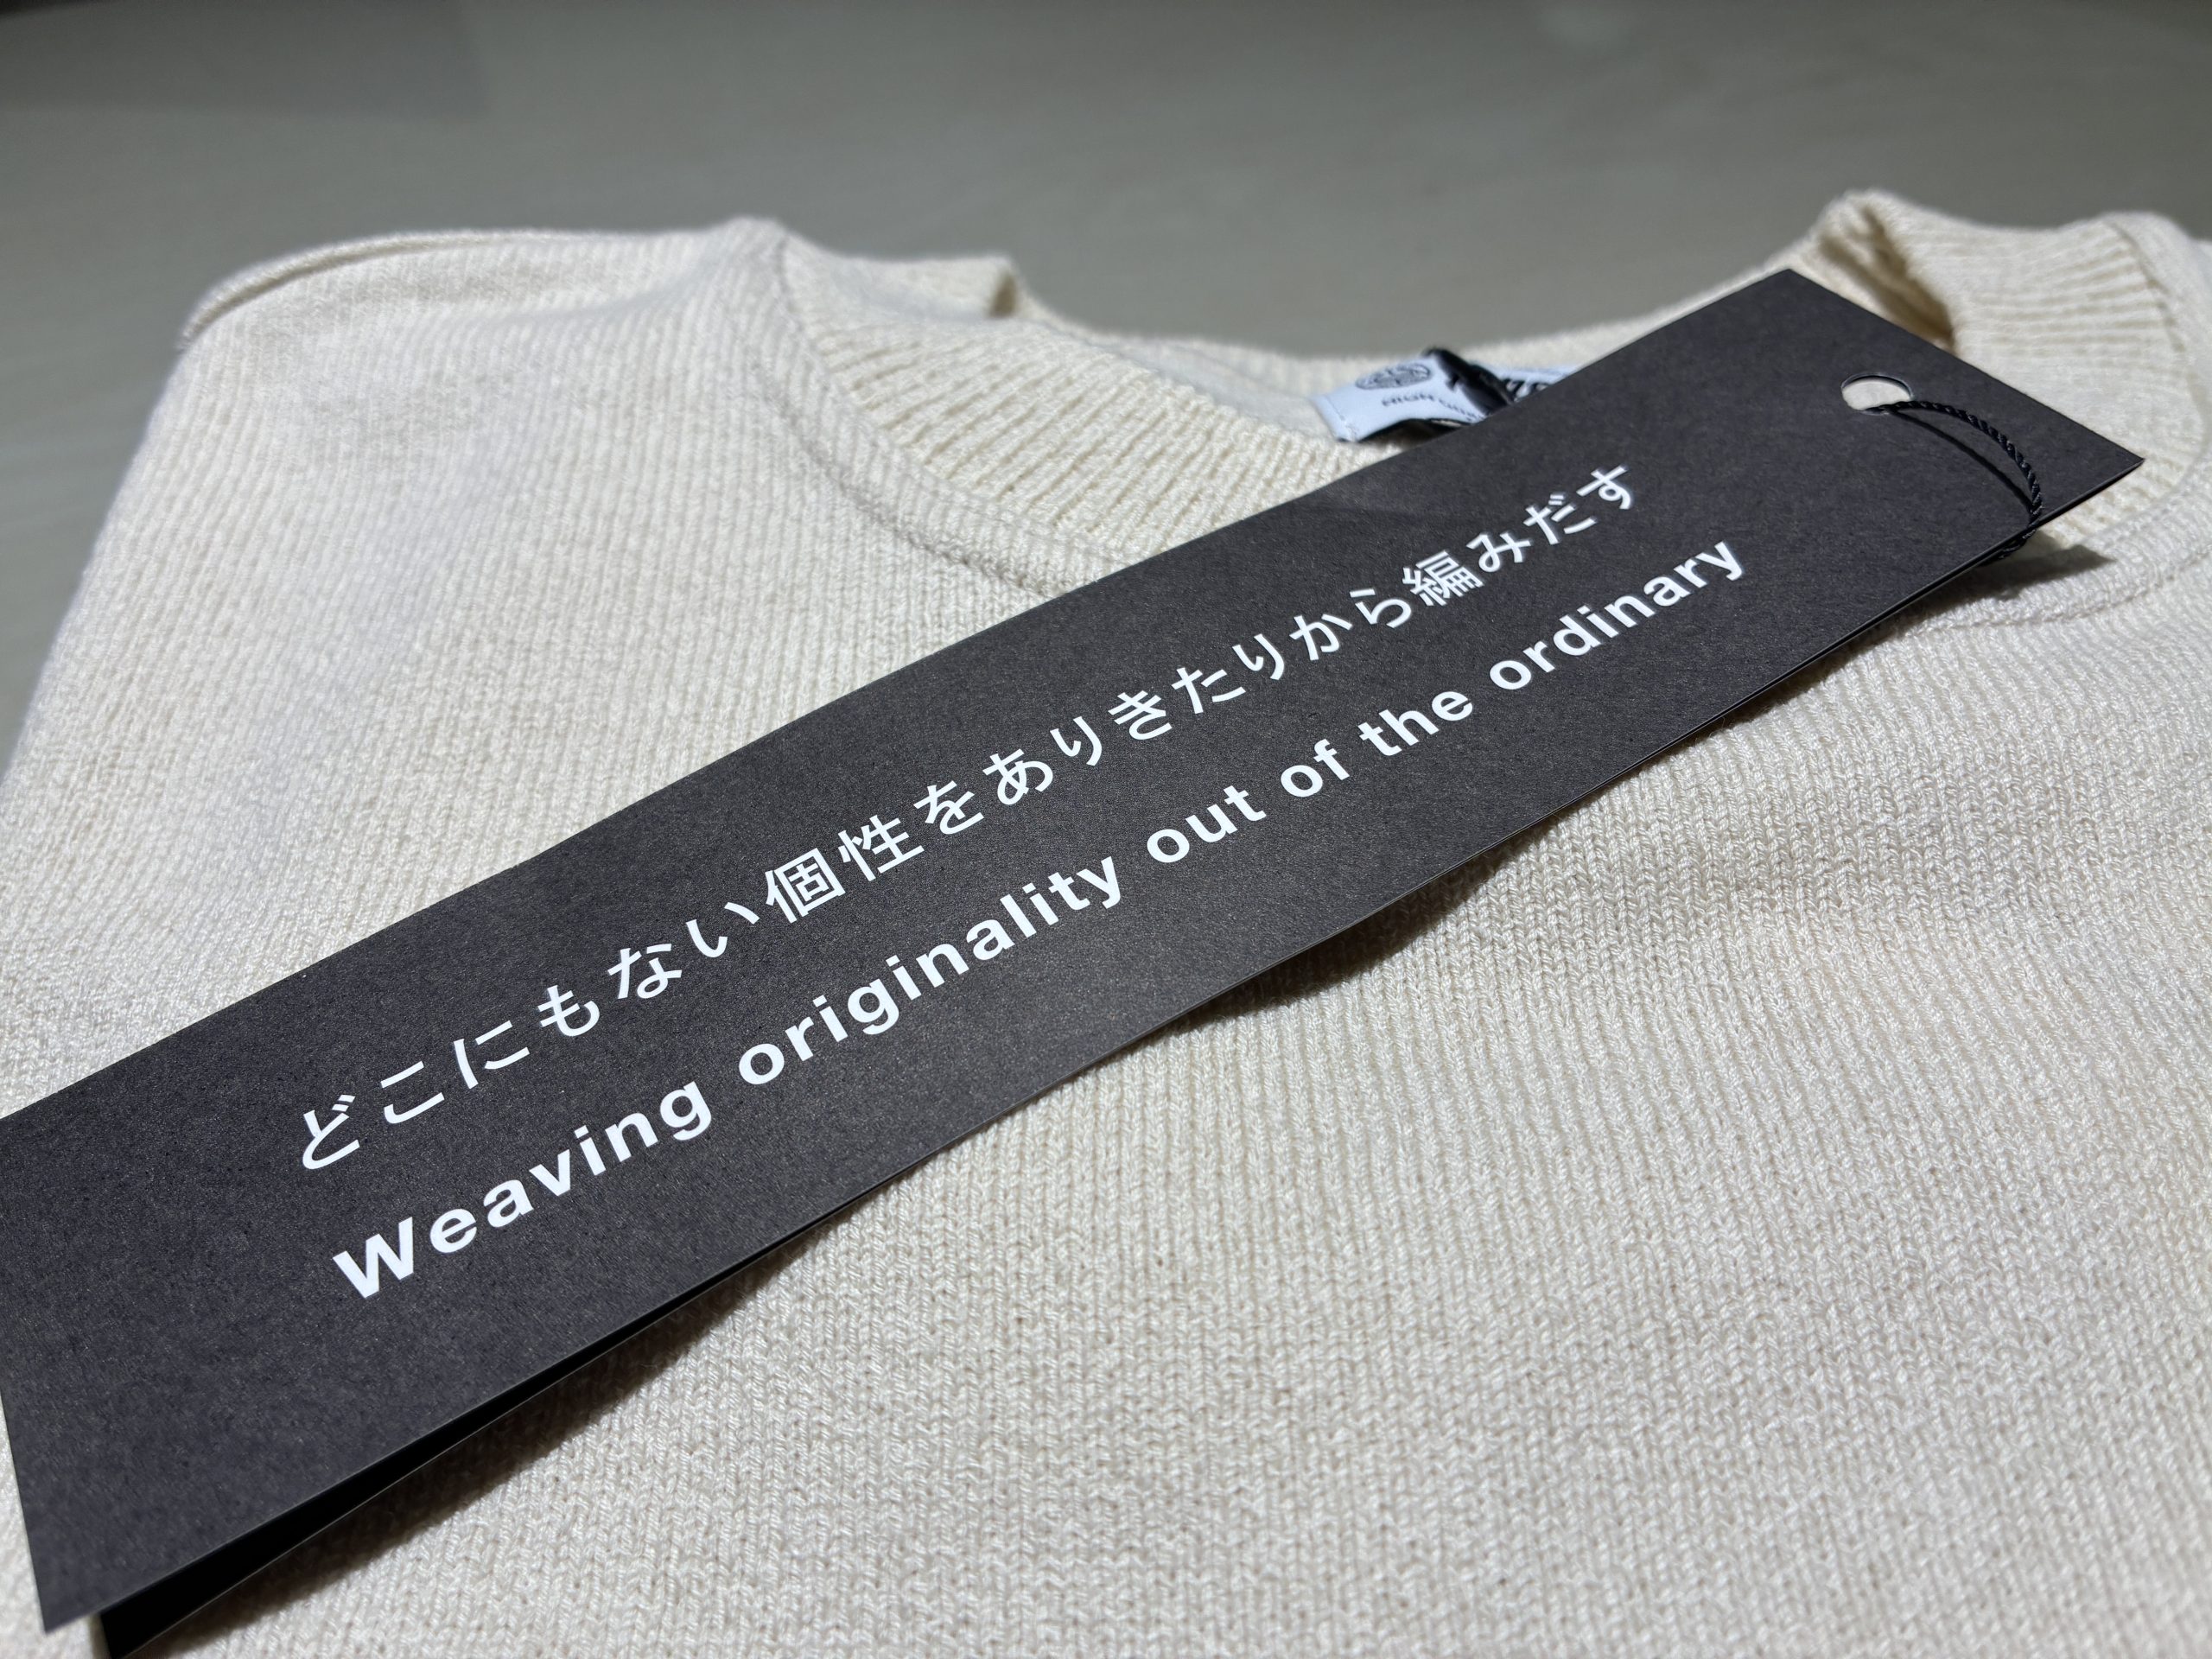 どこにもない個性をありきたりから編みだす
Weaving originality out of the ordinary
HIGH